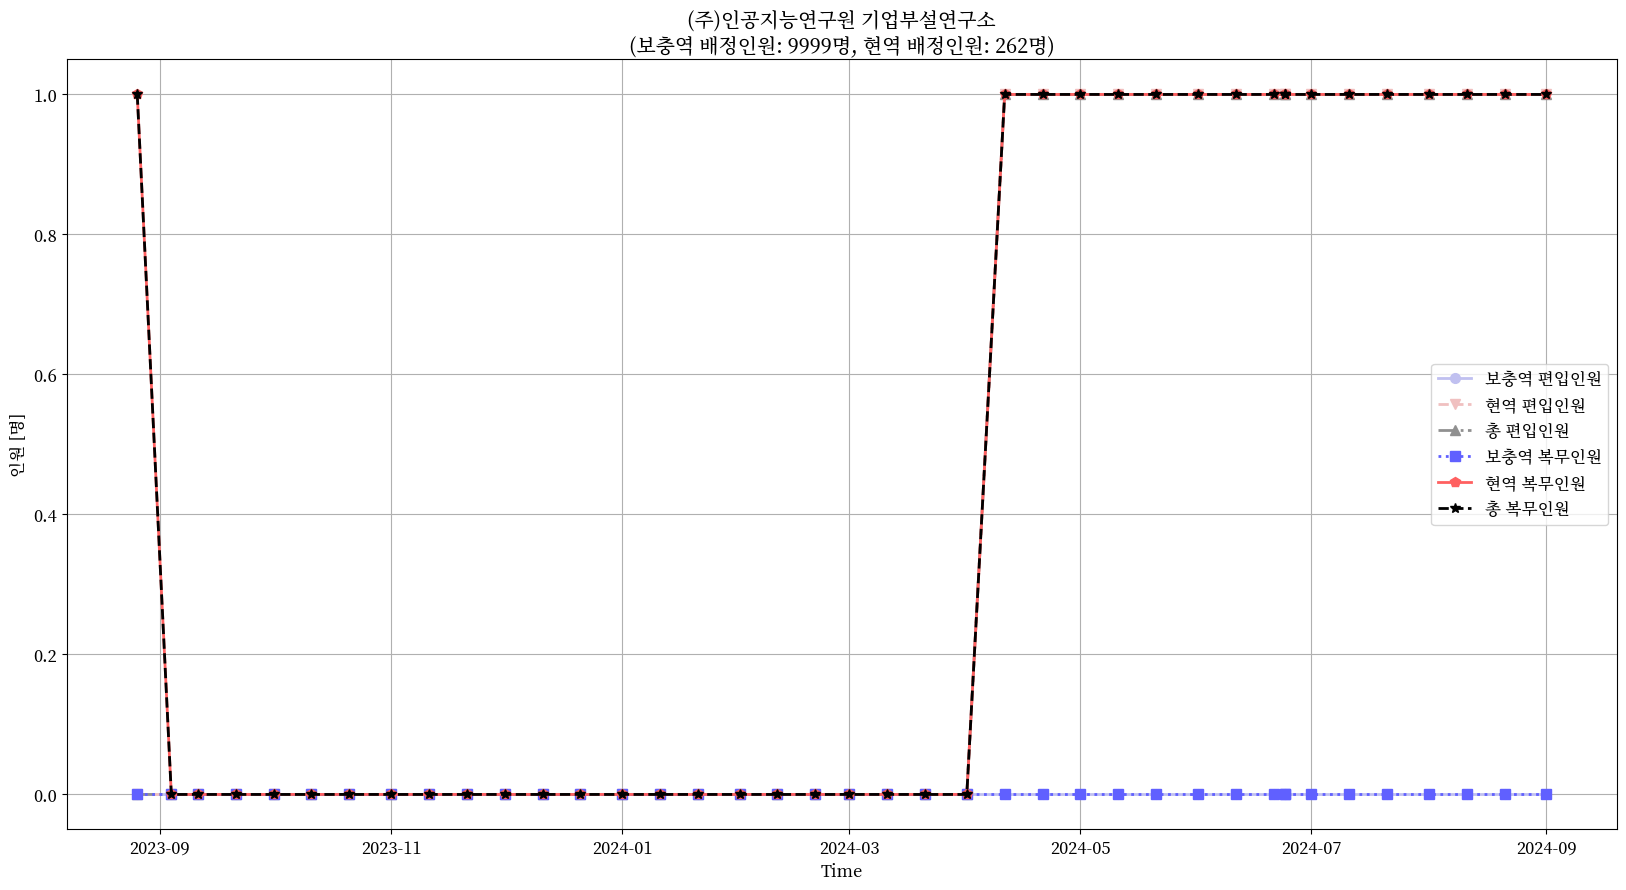 (주)인공지능연구원 기업부설연구소
(보충역 배정인원: 9999명, 현역 배정인원: 262명)
1.0
0.8
0.6
0.4
0.2
0.0
인원 [명]
보충역 편입인원
현역 편입인원
총 편입인원
보충역 복무인원
현역 복무인원
총 복무인원
2023-09 2023-11 2024-01 2024-03 2024-05 2024-07 2024-09
Time